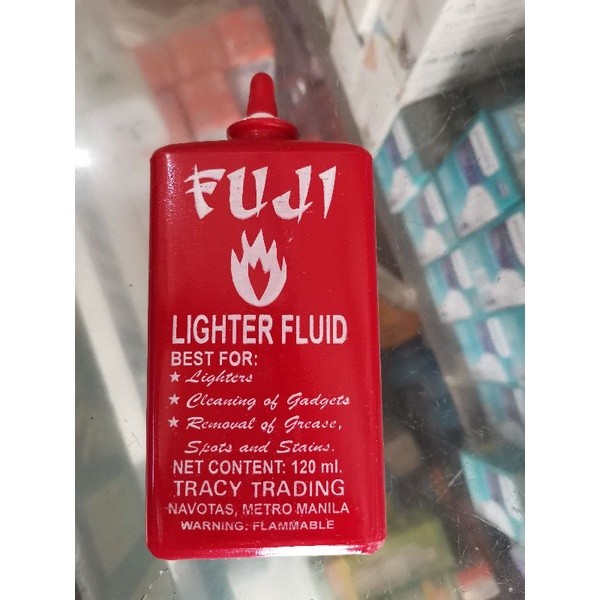 FUJI
LIGHTER FLUID
BEST FOR:
★ Lighters
★ Cleaning of Gadgets
★ Removal of Grease,
Spots and Stains.
NET CONTENT: 120 ml.
TRACY TRADING
NAVOTAS, METRO MANILA
WARNING: FLAMMABLE